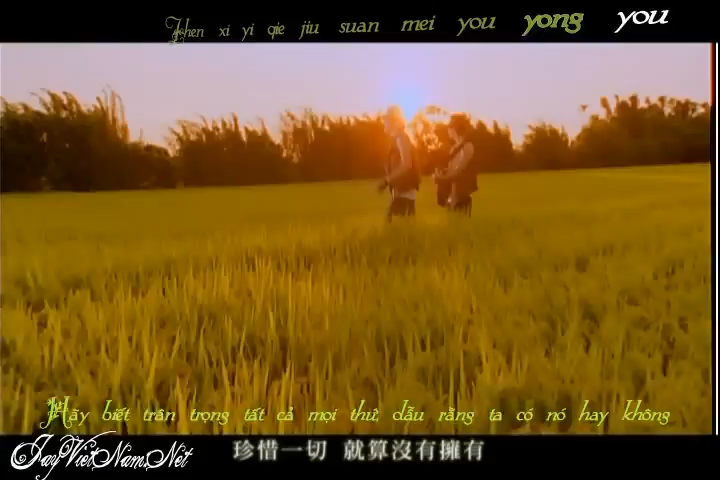 Zhen xi yi qie jiu suan mei you yong you
Hãy biết trân trọng tất cả mọi thứ, dẫu rằng ta có nó hay không
JayVietNam.Net
珍惜一切 就算沒有擁有